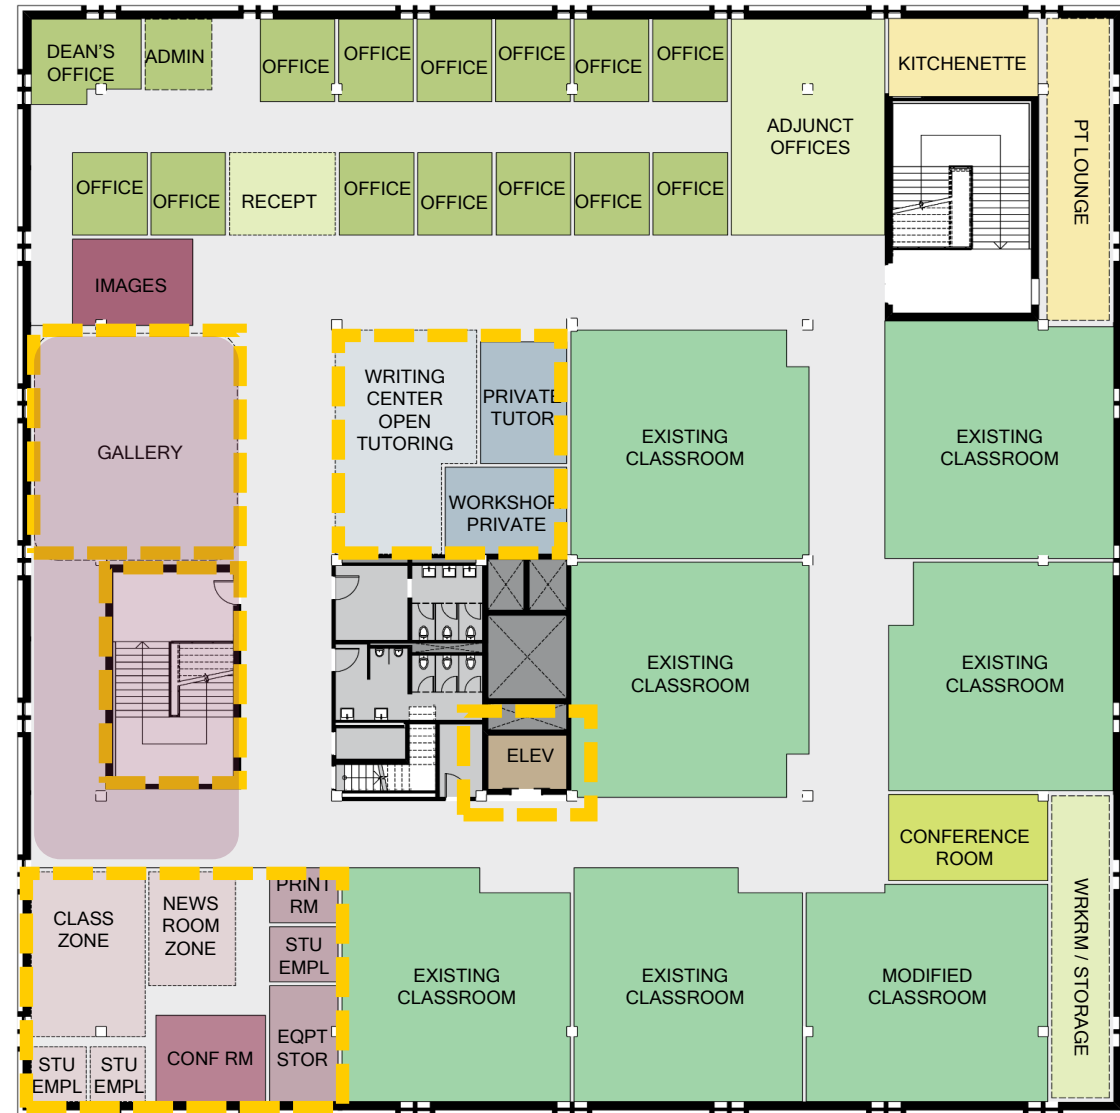 DEAN'S
OFFICE
ADMIN
OFFICE
OFFICE
OFFICE
OFFICE
OFFICE
OFFICE
ADJUNCT
OFFICES
KITCHENETTE
PT LOUNGE
OFFICE
OFFICE
RECEPT
OFFICE
OFFICE
OFFICE
OFFICE
OFFICE
IMAGES
GALLERY
WRITING
CENTER
OPEN
TUTORING
PRIVATE
TUTOR
WORKSHOP
PRIVATE
EXISTING
CLASSROOM
EXISTING
CLASSROOM
EXISTING
CLASSROOM
EXISTING
CLASSROOM
ELEV
CONFERENCE
ROOM
WRKRM / STORAGE
CLASS
ZONE
NEWS
ROOM
ZONE
PRINT
RM
STU
EMPL
EQPT
STOR
CONF RM
STU
EMPL
STU
EMPL
EXISTING
CLASSROOM
EXISTING
CLASSROOM
MODIFIED
CLASSROOM